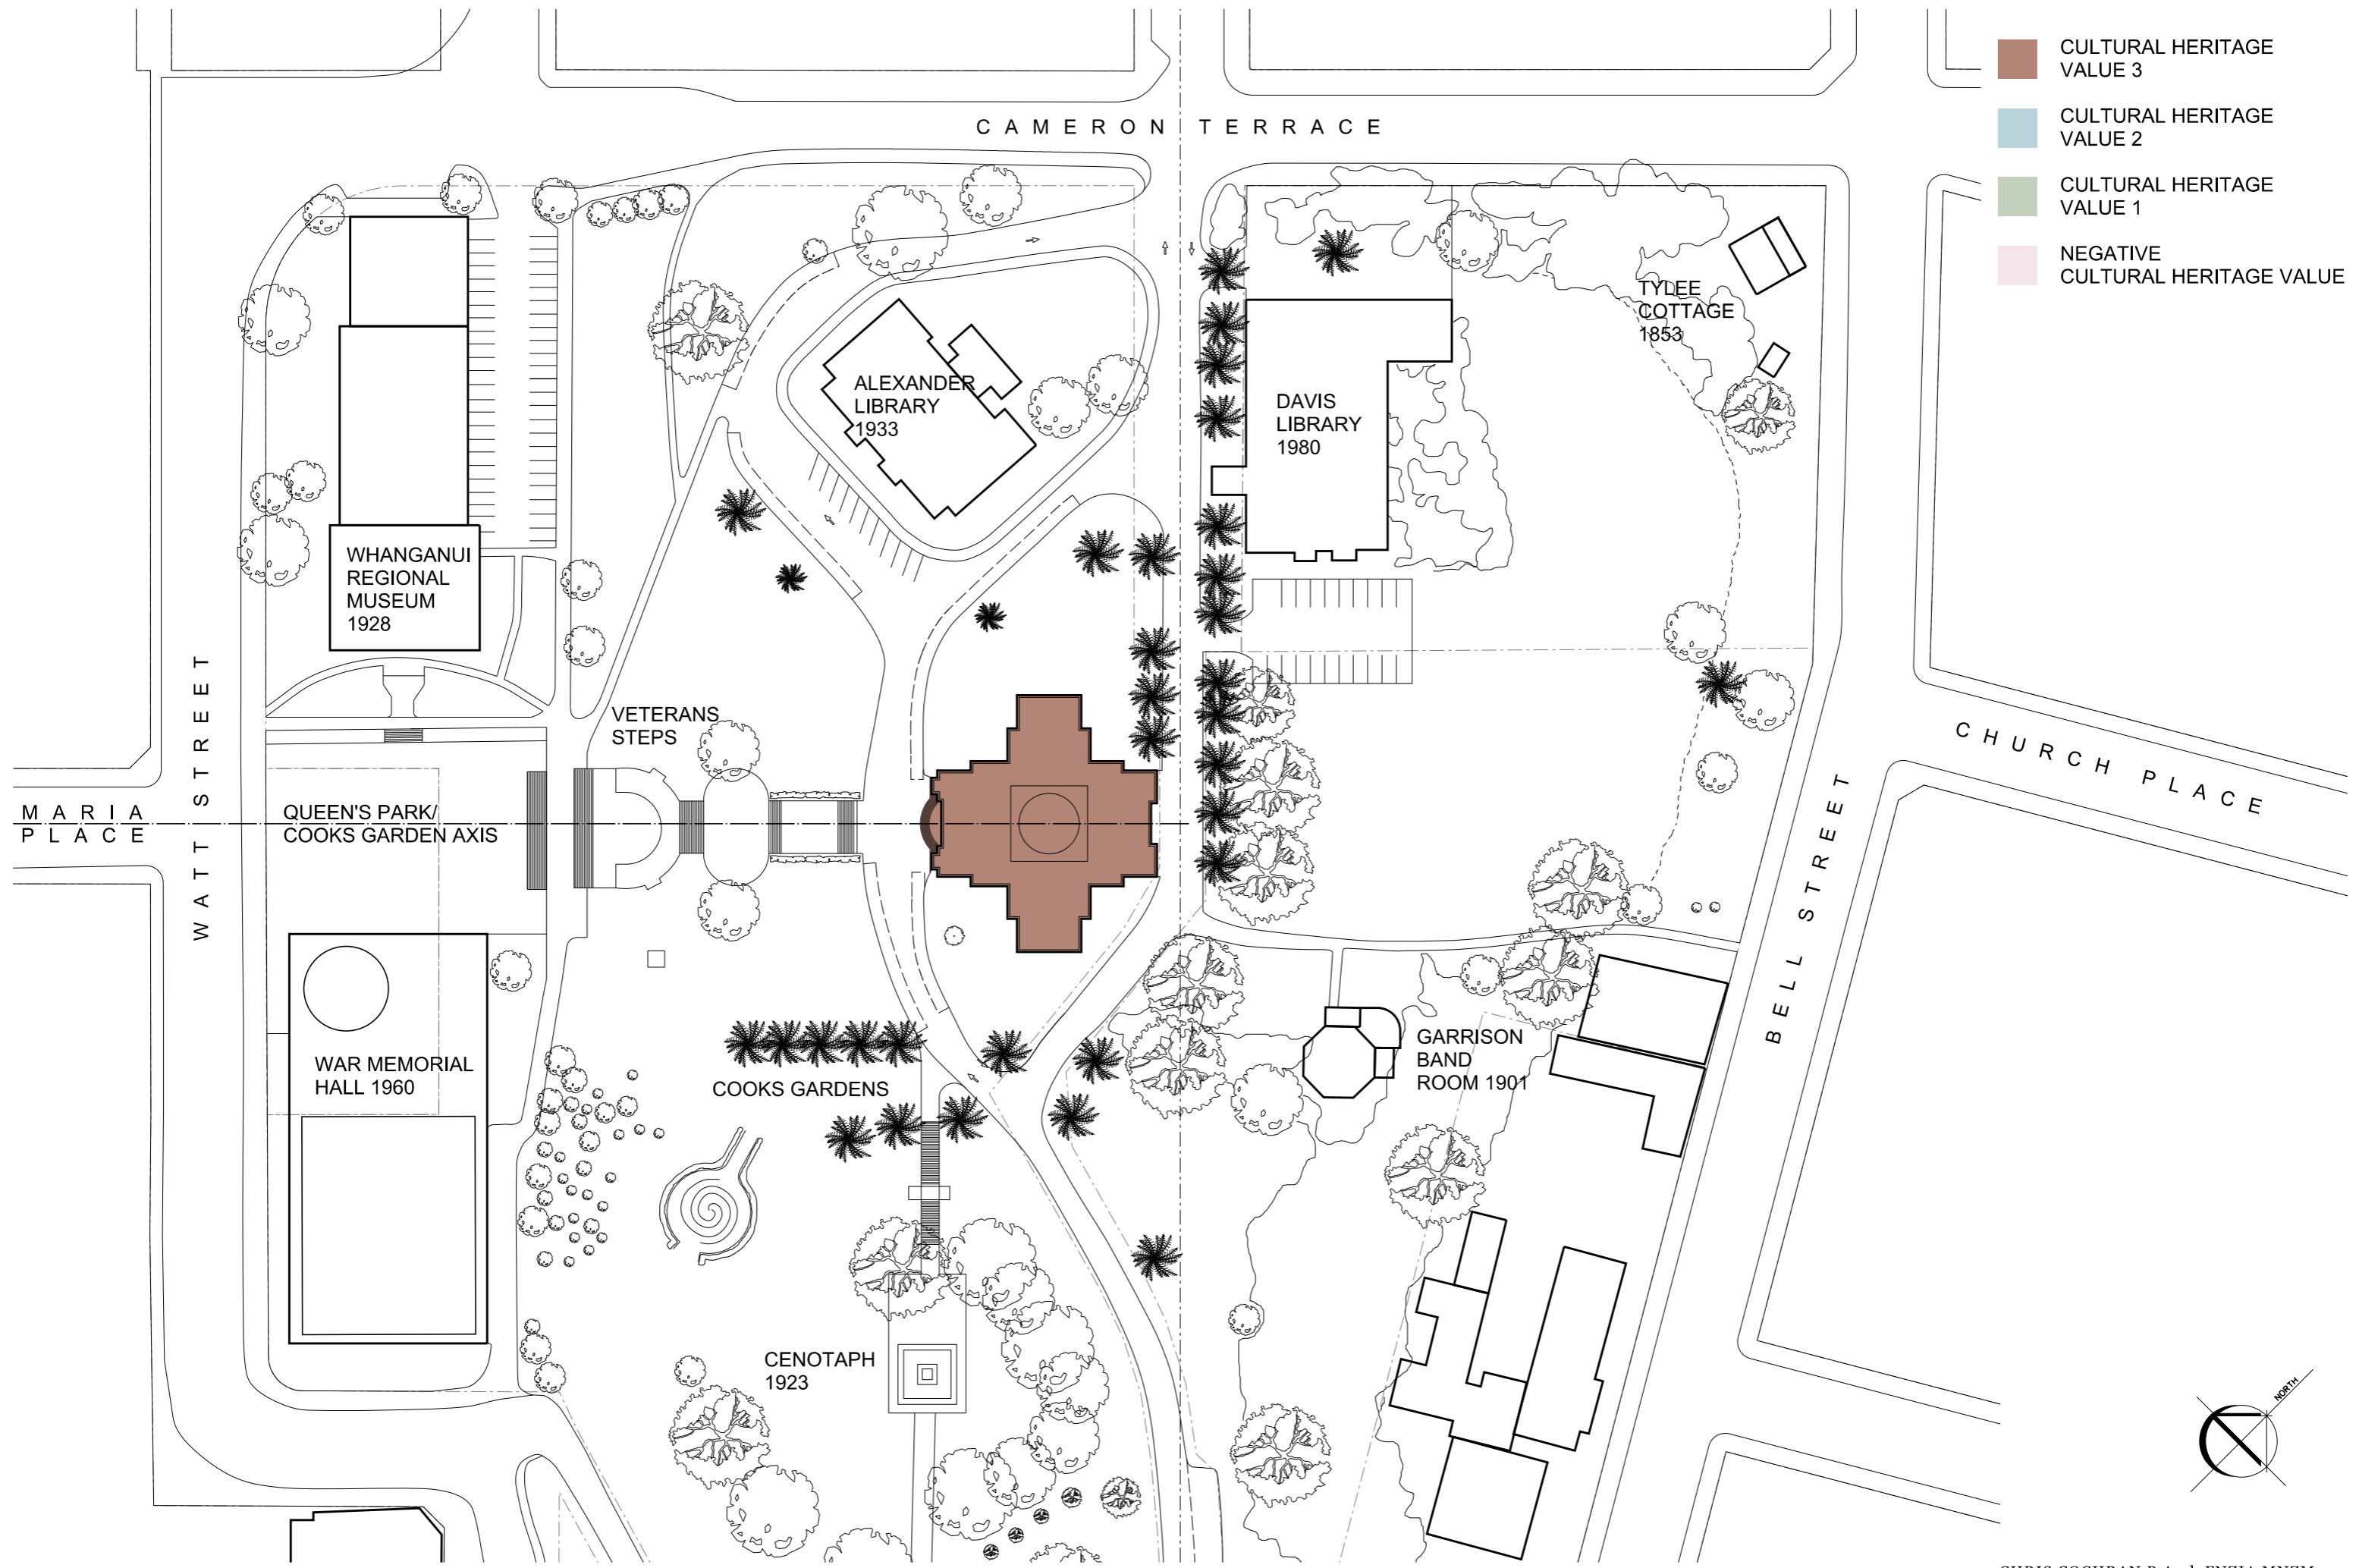 CULTURAL HERITAGE
VALUE 3
CULTURAL HERITAGE
VALUE 2
CULTURAL HERITAGE
VALUE 1
NEGATIVE
CULTURAL HERITAGE VALUE
CAMERON TERRACE
TYLEE
COTTAGE
1853
ALEXANDER
LIBRARY
1933
DAVIS
LIBRARY
1980
WHANGANUI
REGIONAL
MUSEUM
1928
WATT STREET
VETERANS
STEPS
CHURCH PLACE
MARIA
PLACE
QUEEN'S PARK/
COOKS GARDEN AXIS
BELL STREET
WAR MEMORIAL
HALL 1960
COOKS GARDENS
GARRISON
BAND
ROOM 1901
CENOTAPH
1923
NORTH